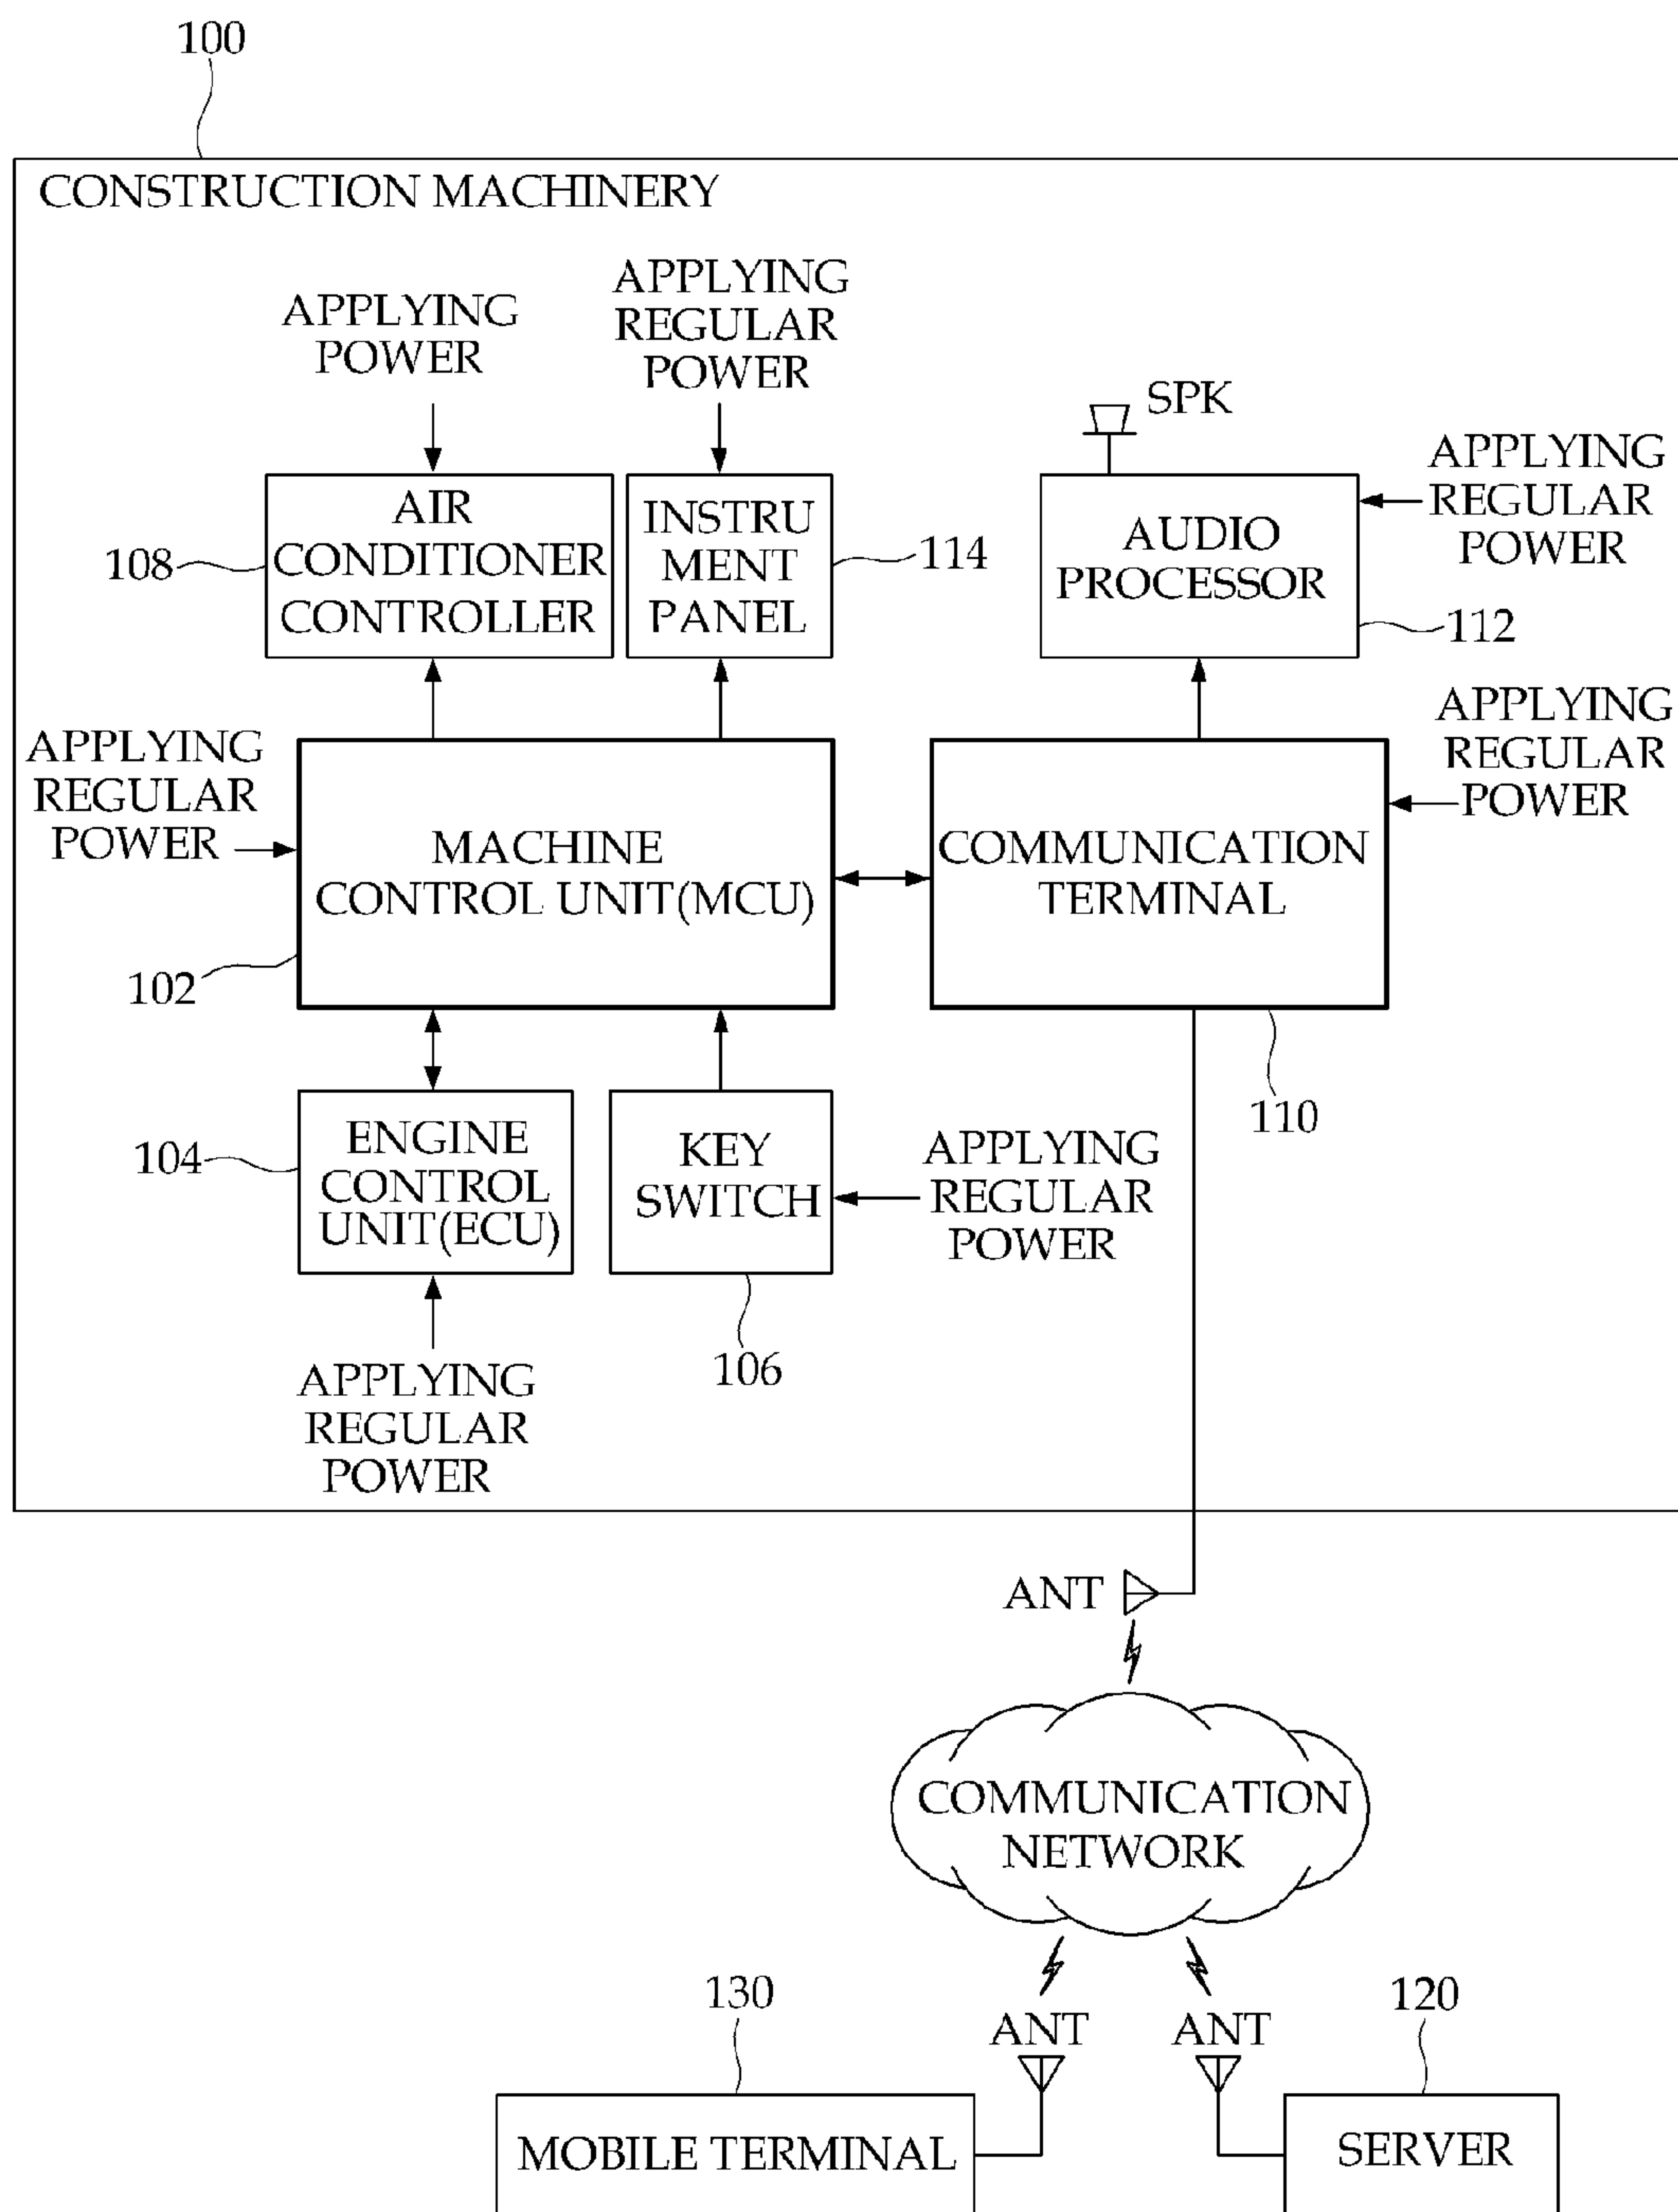 100
CONSTRUCTION MACHINERY
APPLYING
POWER
APPLYING
REGULAR
POWER
SPK
APPLYING
REGULAR
POWER
AIR
CONDITIONER
CONTROLLER
108
INSTRU
MENT
PANEL
114
AUDIO
PROCESSOR
112
APPLYING
REGULAR
POWER
APPLYING
REGULAR
POWER
MACHINE
CONTROL UNIT(MCU)
102
COMMUNICATION
TERMINAL
110
104
ENGINE
CONTROL
UNIT(ECU)
KEY
SWITCH
APPLYING
REGULAR
POWER
106
APPLYING
REGULAR
POWER
ANT
COMMUNICATION
NETWORK
130
ANT
ANT
120
MOBILE TERMINAL
SERVER